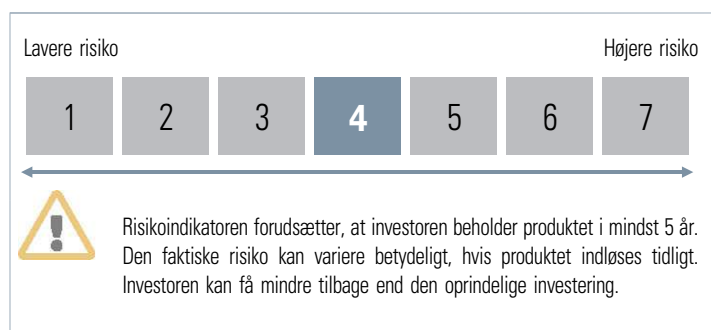 Lavere risiko Højere risiko
1 2 3 4 5 6 7
Risikoindikatoren forudsætter, at investoren beholder produktet i mindst 5 år.
Den faktiske risiko kan variere betydeligt, hvis produktet indløses tidligt.
Investoren kan få mindre tilbage end den oprindelige investering.